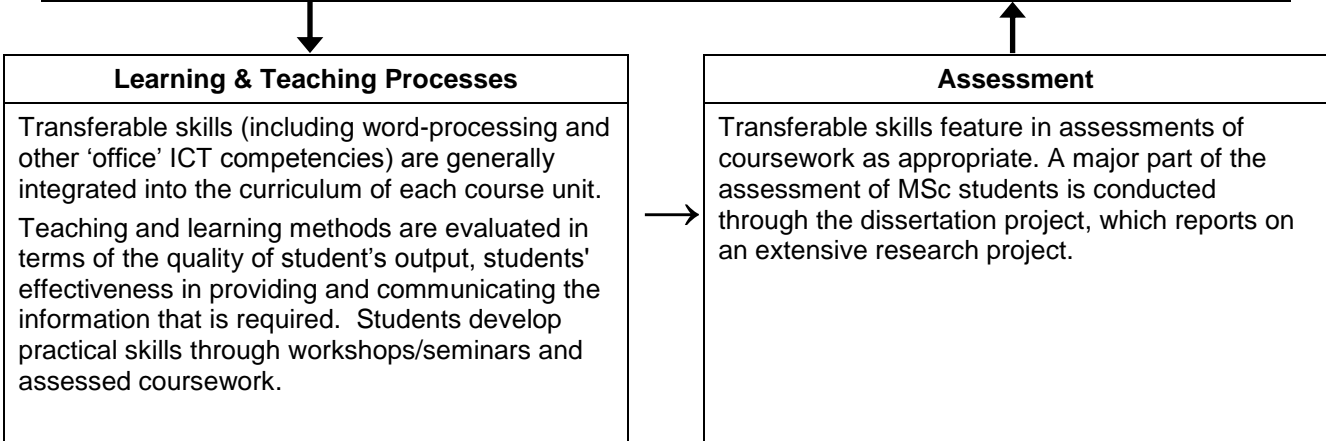 Learning & Teaching Processes
Transferable skills (including word-processing and
other ‘office’ ICT competencies) are generally
integrated into the curriculum of each course unit.
Teaching and learning methods are evaluated in
terms of the quality of student’s output, students'
effectiveness in providing and communicating the
information that is required.  Students develop
practical skills through workshops/seminars and
assessed coursework.
Assessment
Transferable skills feature in assessments of
coursework as appropriate. A major part of the
assessment of MSc students is conducted
through the dissertation project, which reports on
an extensive research project.